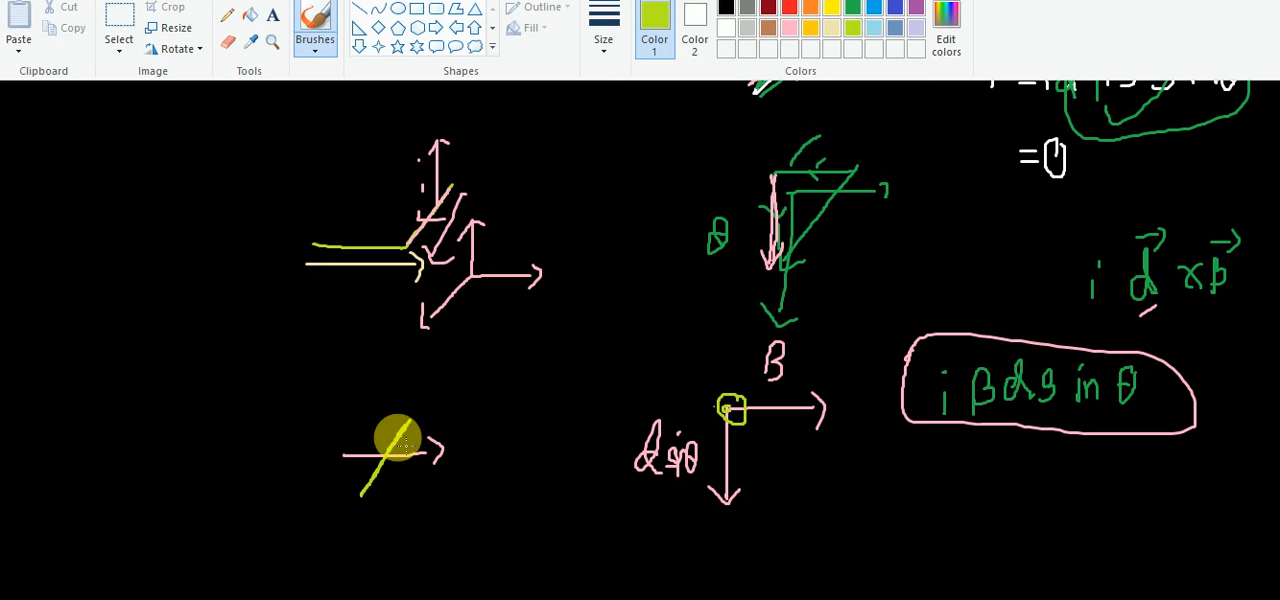 Paste
Cut
Copy
Clipboard
Select
Crop
Resize
Rotate
Image
A
Tools
Brushes
Shapes
Outline
Fill
Size
Color 1
Color 2
Edit colors
Colors
= 0
θ
i d × B
B
i B d sin θ
d sin θ